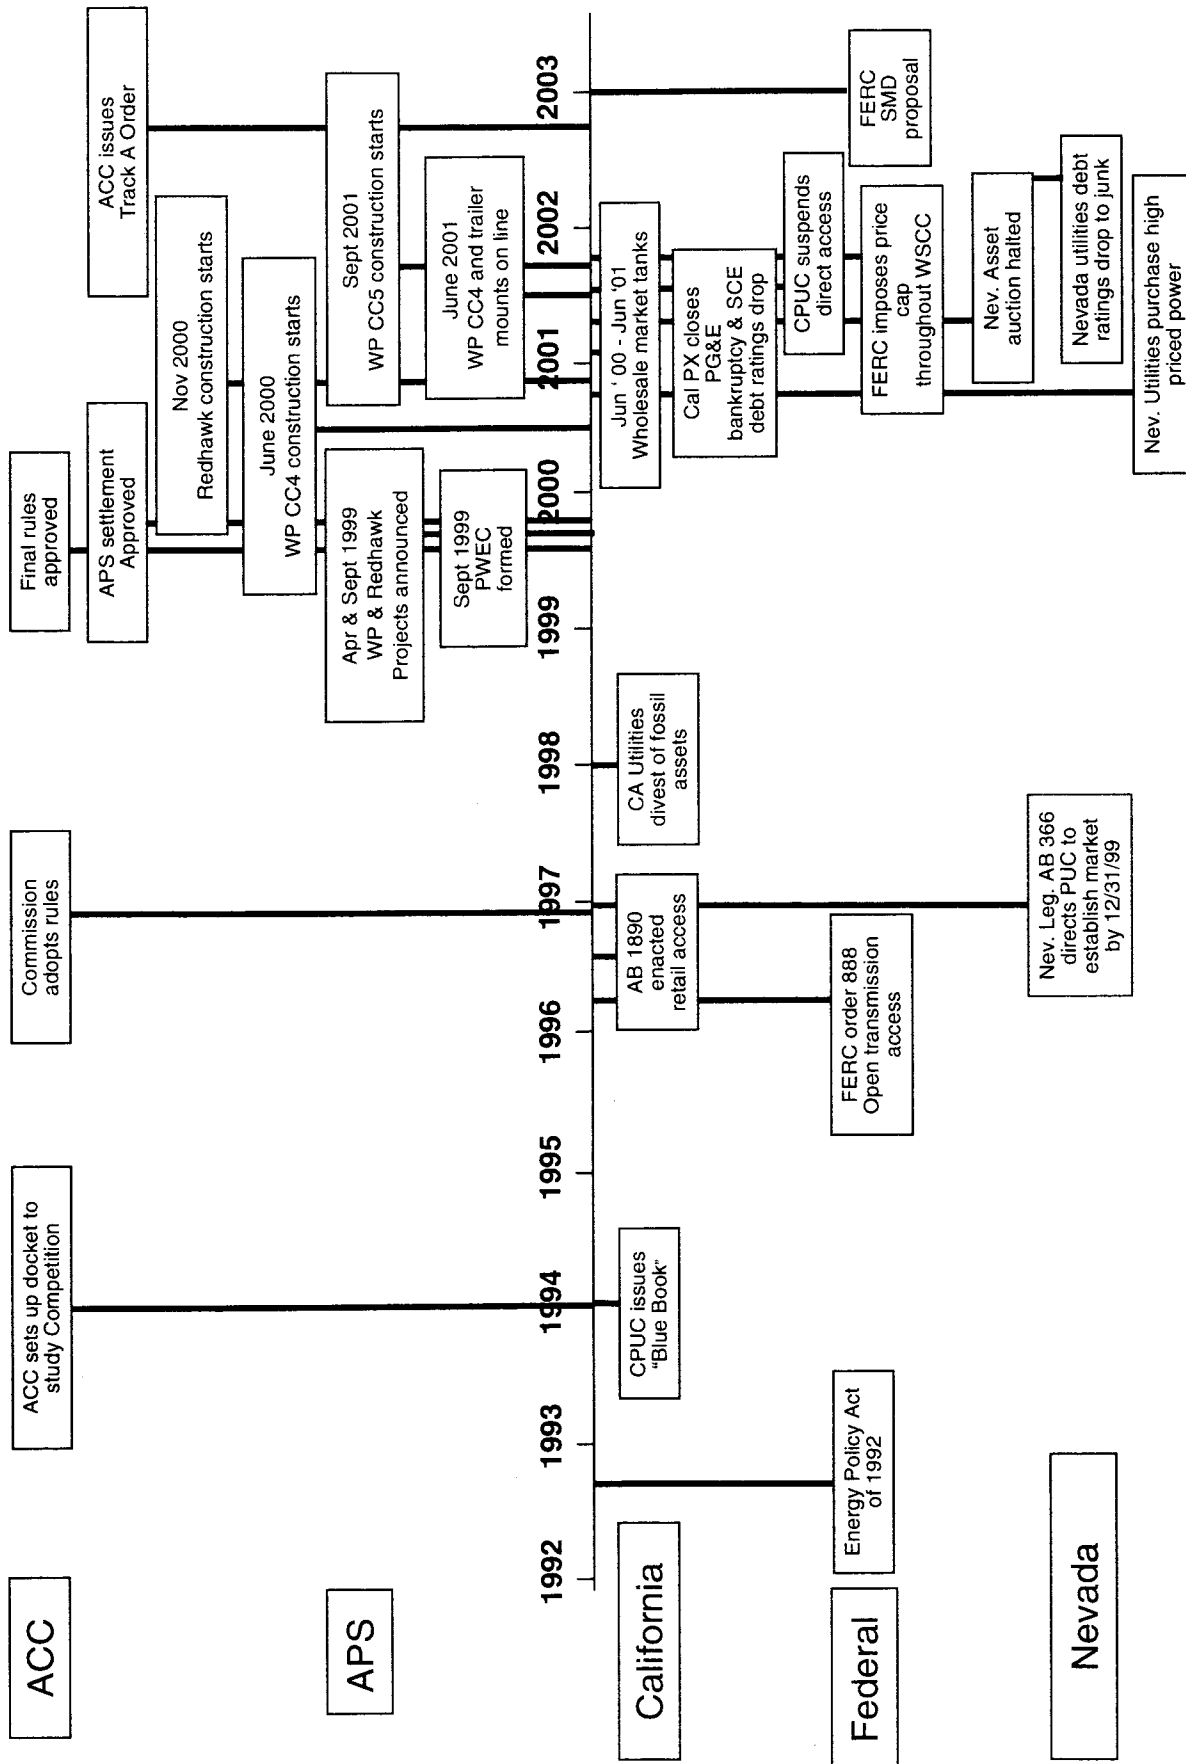 ACC
ACC sets up docket to
study Competition
Commission
adopts rules
Final rules
approved
APS settlement
Approved
ACC issues
Track A Order
Nov 2000
Redhawk construction starts
June 2000
WP CC4 construction starts
APS
Apr & Sept 1999
WP & Redhawk
Projects announced
Sept 2001
WP CC5 construction starts
Sept 1999
PWEC
formed
June 2001
WP CC4 and trailer
mounts on line
1992
1993
1994
1995
1996
1997
1998
1999
2000
2001
2002
2003
California
CPUC issues
“Blue Book”
AB 1890
enacted
retail access
CA Utilities
divest of fossil
assets
Jun ‘ 00 - Jun ‘01
Wholesale market tanks
Cal PX closes
PG&E
bankruptcy & SCE
debt ratings drop
CPUC suspends
direct access
Federal
Energy Policy Act
of 1992
FERC order 888
Open transmission
access
FERC imposes price
cap
throughout WSCC
FERC
SMD
proposal
Nevada
Nev. Leg. AB 366
directs PUC to
establish market
by 12/31/99
Nev. Asset
auction halted
Nevada utilities debt
ratings drop to junk
Nev. Utilities purchase high
priced power